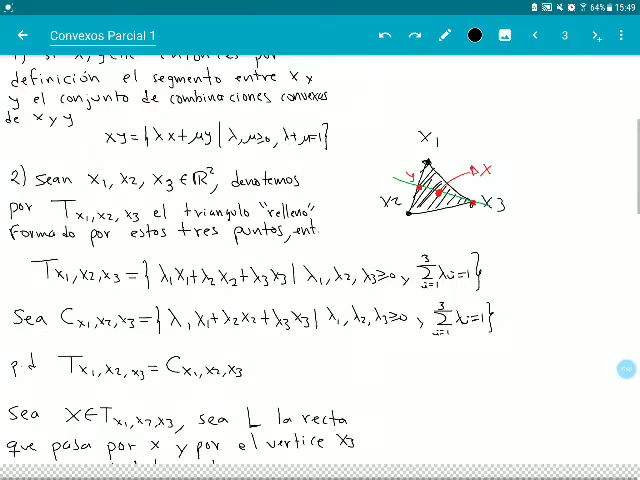 64% 15:49
Convexos Parcial 1
3
definición el segmento entre x y
y el conjunto de combinaciones convexas
de x y y
xy = { λx + μy | λ, μ ≥ 0, λ + μ = 1 }
X1
y
X
X2
X3
2) Sean x1, x2, x3 ∈ ℝ², denotemos
por Tx1, x2, x3 el triangulo "relleno"
formado por estos tres puntos, ent.
Tx1, x2, x3 = { λ1x1 + λ2x2 + λ3x3 | λ1, λ2, λ3 ≥ 0, ∑³ᵢ₌₁ λi = 1 }
Sea Cx1, x2, x3 = { λ1x1 + λ2x2 + λ3x3 | λ1, λ2, λ3 ≥ 0, ∑³ᵢ₌₁ λi = 1 }
p.d Tx1, x2, x3 = Cx1, x2, x3
Sea X ∈ Tx1, x2, x3, sea L la recta
que pasa por x y por el vertice x3